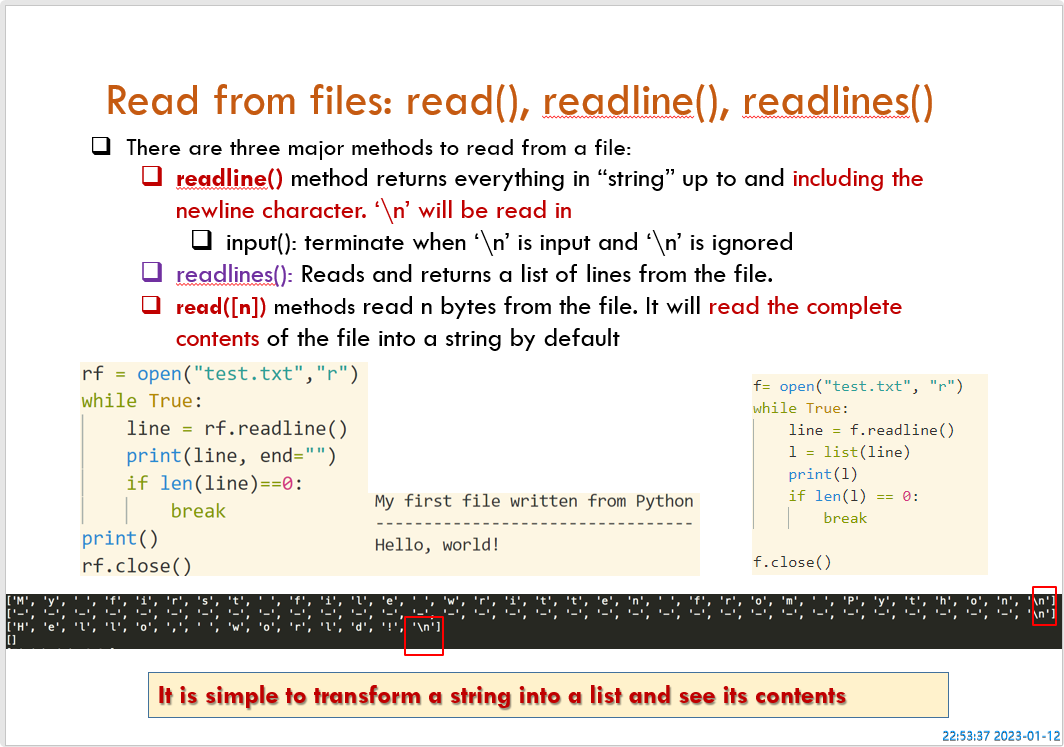 Read from files: read(), readline(), readlines()
There are three major methods to read from a file:
readline() method returns everything in “string” up to and including the
newline character. ‘\n’ will be read in
input(): terminate when ‘\n’ is input and ‘\n’ is ignored
readlines(): Reads and returns a list of lines from the file.
read([n]) methods read n bytes from the file. It will read the complete
contents of the file into a string by default
rf = open("test.txt","r")
while True:
    line = rf.readline()
    print(line, end="")
    if len(line)==0:
        break
print()
rf.close()
My first file written from Python
---------------------------------
Hello, world!
f= open("test.txt", "r")
while True:
    line = f.readline()
    l = list(line)
    print(l)
    if len(l) == 0:
        break
f.close()
['M', 'y', ' ', 'f', 'i', 'r', 's', 't', ' ', 'f', 'i', 'l', 'e', ' ', 'w', 'r', 'i', 't', 't', 'e', 'n', ' ', 'f', 'r', 'o', 'm', ' ', 'P', 'y', 't', 'h', 'o', 'n', '\n']
['-', '-', '-', '-', '-', '-', '-', '-', '-', '-', '-', '-', '-', '-', '-', '-', '-', '-', '-', '-', '-', '-', '-', '-', '-', '-', '-', '-', '-', '-', '-', '-', '-', '\n']
['H', 'e', 'l', 'l', 'o', ',', ' ', 'w', 'o', 'r', 'l', 'd', '!', '\n']
[]
It is simple to transform a string into a list and see its contents
22:53:37 2023-01-12